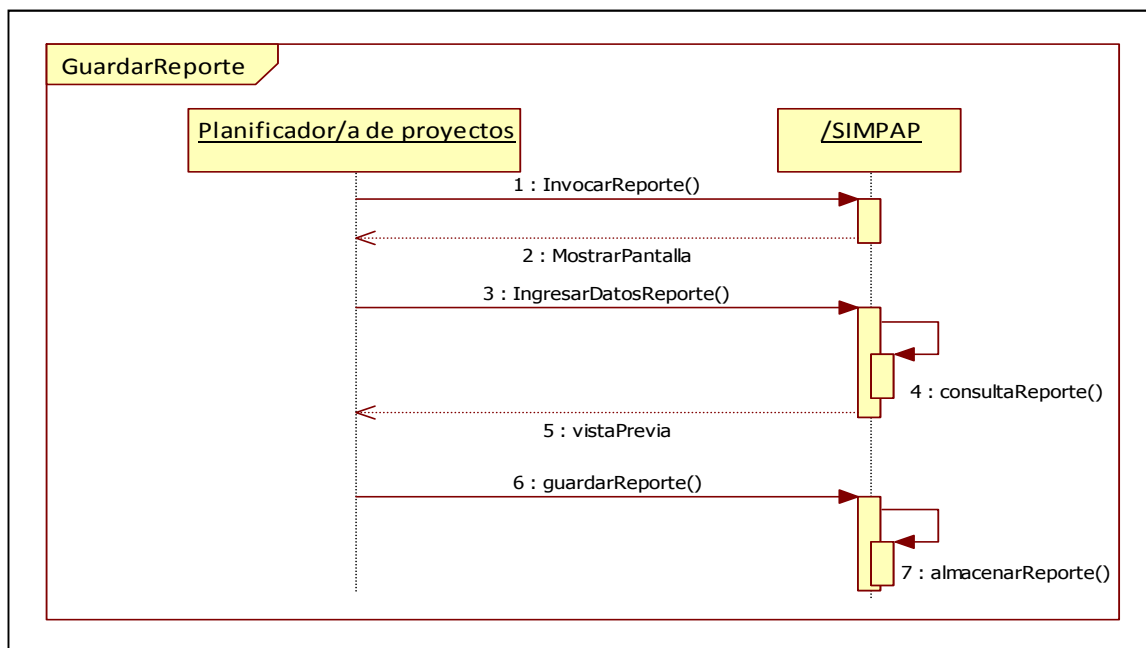 GuardarReporte
Planificador/a de proyectos
/SIMPAP
1 : InvocarReporte()
2 : MostrarPantalla
3 : IngresarDatosReporte()
4 : consultaReporte()
5 : vistaPrevia
6 : guardarReporte()
7 : almacenarReporte()